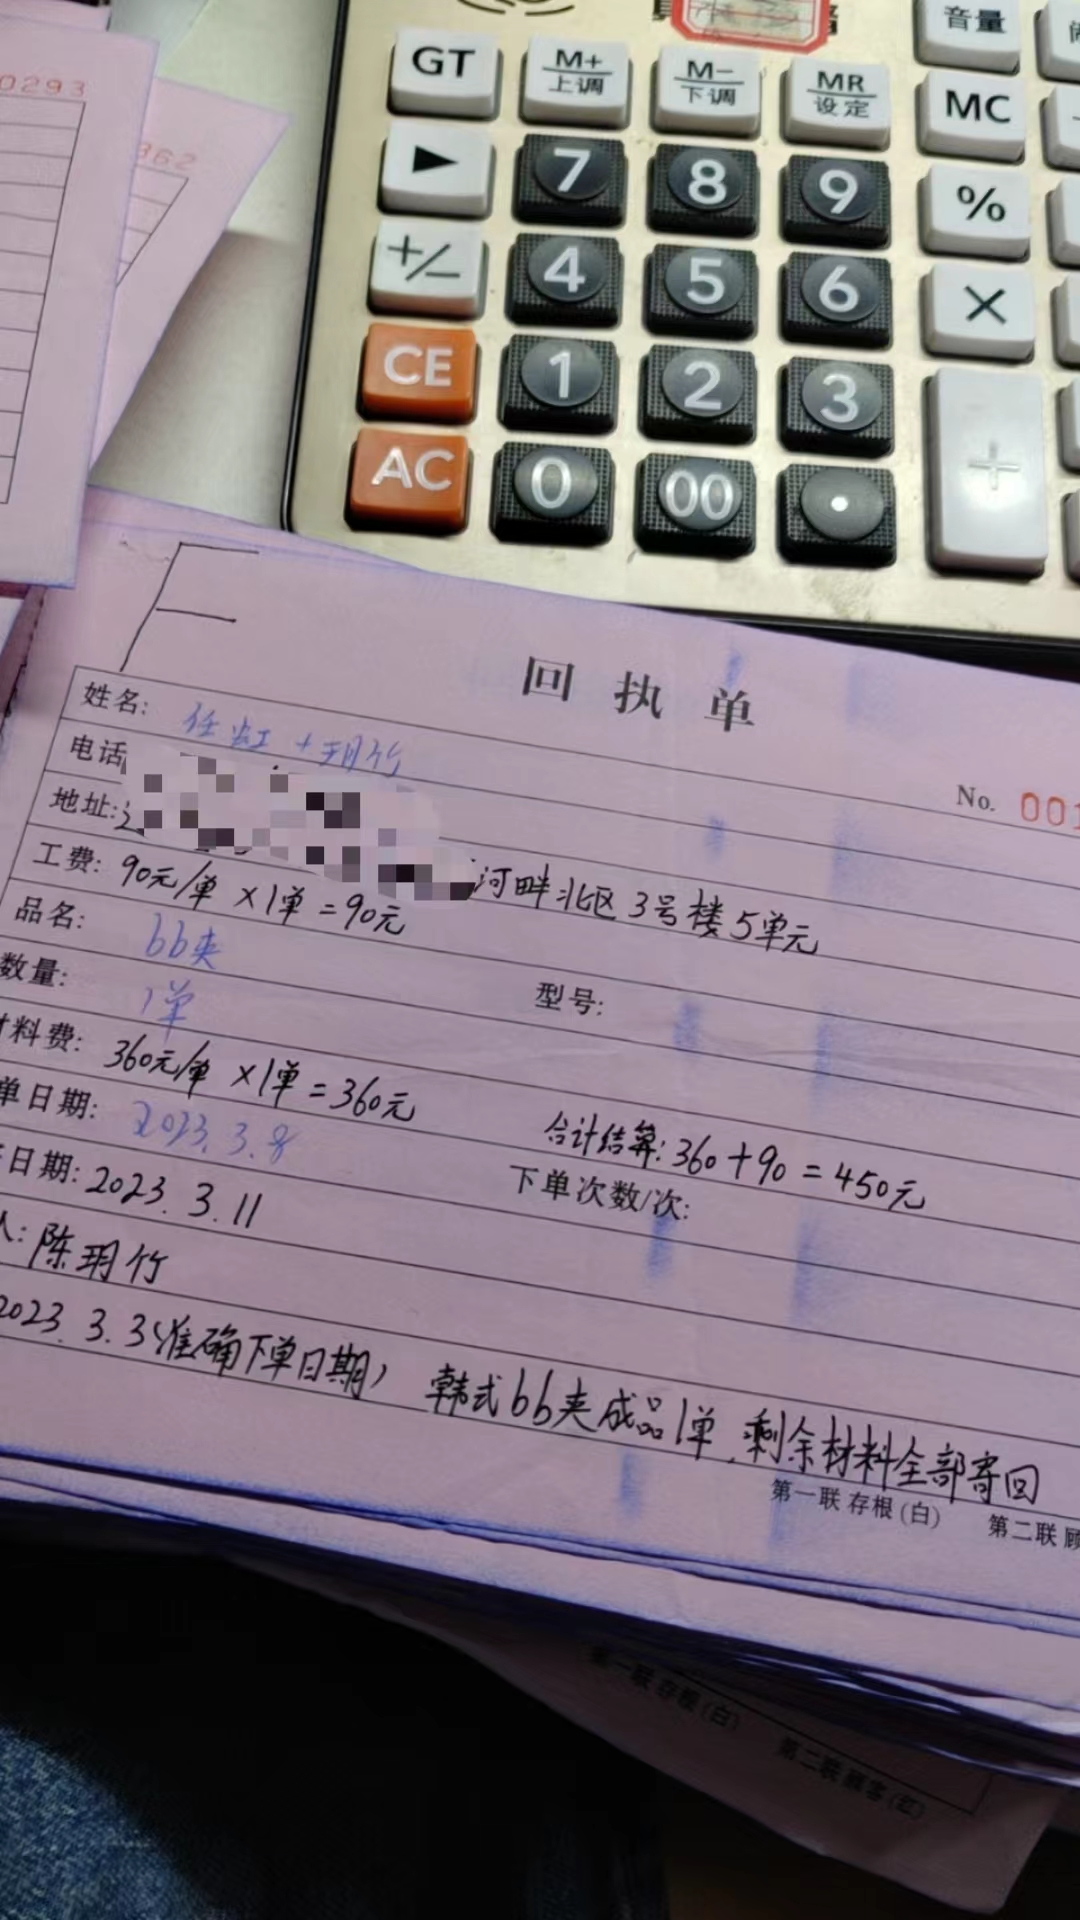 音量
GT M+ 上调 M- 下调 MR 设定 MC
7 8 9 %
+/- 4 5 6 ×
CE 1 2 3 +
AC 0 00 .
0293
362
回执单
No. 001
姓名: 任虹+玥竹
电话
地址: 河畔北区3号楼5单元
工费: 90元/单×1单=90元
品名: bb夹
型号:
数量: 1单
材料费: 360元/单×1单=360元
合计结算: 360+90=450元
单日期: 2023.3.8
下单次数/次:
日期: 2023.3.11
人: 陈玥竹
2023.3.3(准确下单日期) 韩式bb夹成品1单,剩余材料全部寄回
第一联 存根(白) 第二联 顾
第一联 存根(白) 第二联 顾客(红)